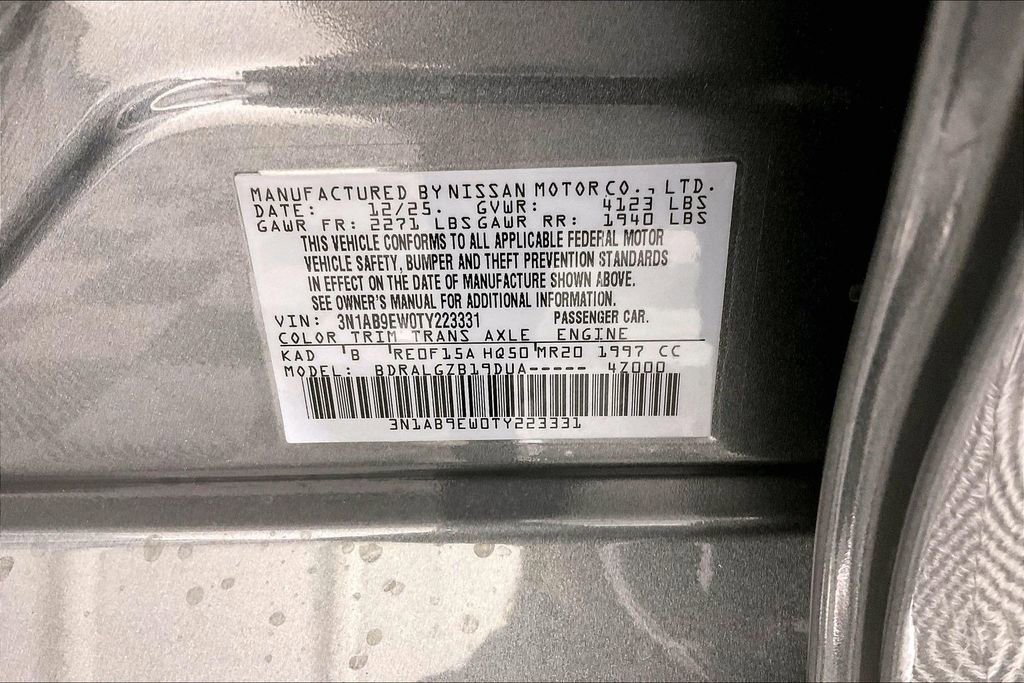 MANUFACTURED BY NISSAN MOTOR CO., LTD.
DATE: 12/25. GVWR: 4123 LBS
GAWR FR: 2271 LBS GAWR RR: 1940 LBS
THIS VEHICLE CONFORMS TO ALL APPLICABLE FEDERAL MOTOR
VEHICLE SAFETY, BUMPER AND THEFT PREVENTION STANDARDS
IN EFFECT ON THE DATE OF MANUFACTURE SHOWN ABOVE.
SEE OWNER'S MANUAL FOR ADDITIONAL INFORMATION.
VIN: 3N1AB9EW0TY223331 PASSENGER CAR.
COLOR TRIM TRANS AXLE ENGINE
KAD B RE0F15A HQ50 MR20 1997 CC
MODEL: BDRALGZB19DUA----- 4Z000
3N1AB9EW0TY223331